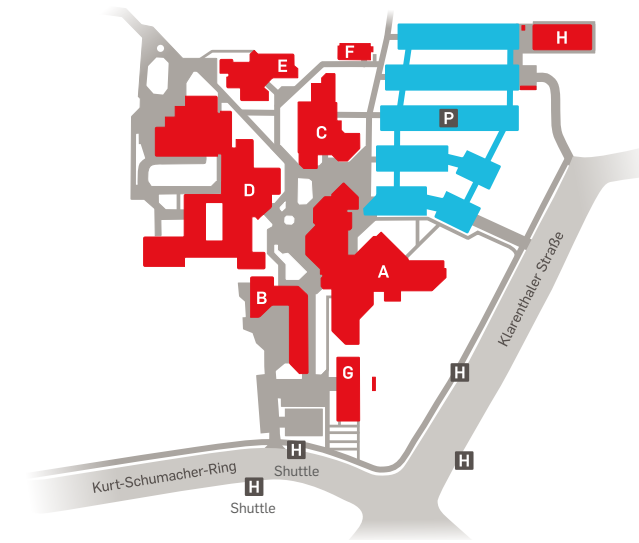 H
F
E
P
C
D
A
Klarenthaler Straße
B
G
H
H
Shuttle
H
Kurt-Schumacher-Ring
H
Shuttle